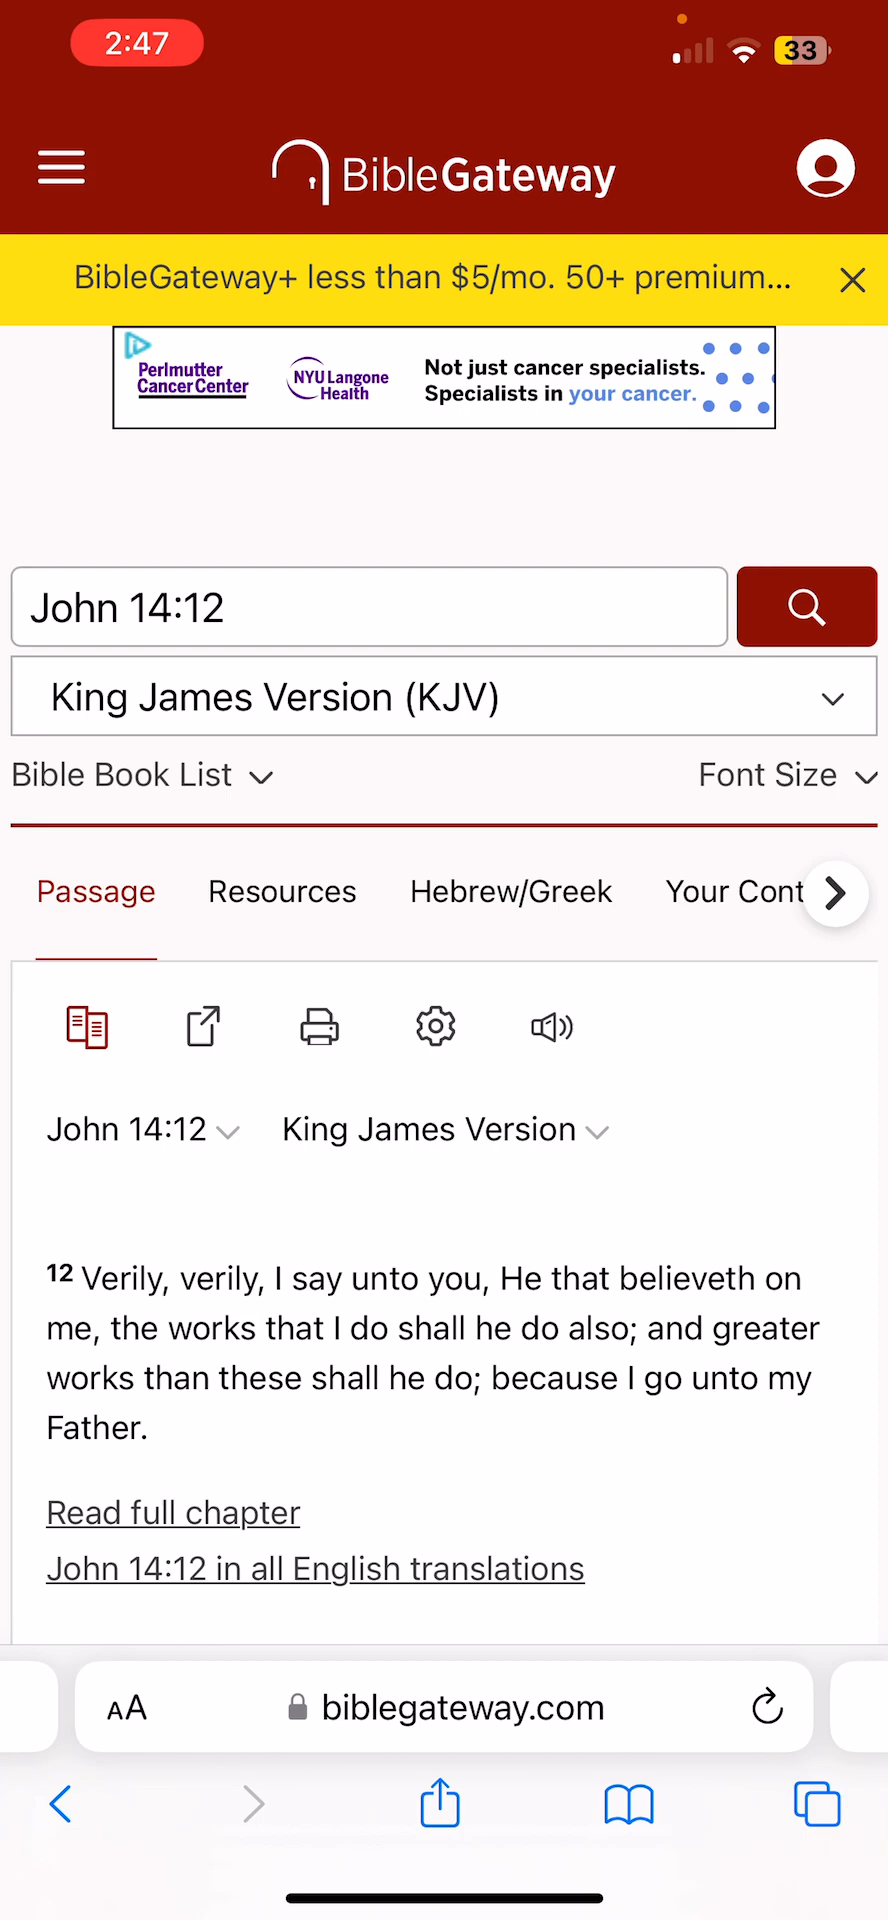 2:47
33
BibleGateway
BibleGateway+ less than $5/mo. 50+ premium...
Perlmutter
Cancer Center
NYU Langone
Health
Not just cancer specialists.
Specialists in your cancer.
John 14:12
King James Version (KJV)
Bible Book List
Font Size
Passage Resources Hebrew/Greek Your Cont
John 14:12 King James Version
12 Verily, verily, I say unto you, He that believeth on
me, the works that I do shall he do also; and greater
works than these shall he do; because I go unto my
Father.
Read full chapter
John 14:12 in all English translations
AA biblegateway.com